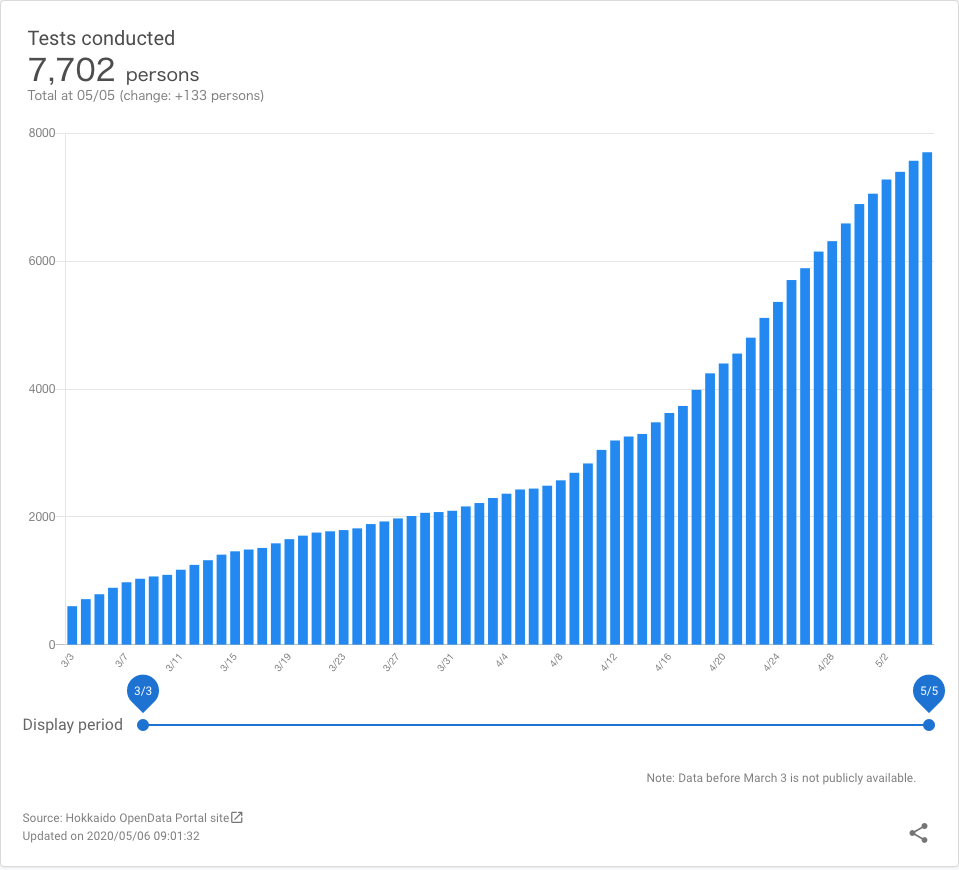 Tests conducted
7,702 persons
Total at 05/05 (change: +133 persons)
8000
6000
4000
2000
0
3/3 3/7 3/11 3/15 3/19 3/23 3/27 3/31 4/4 4/8 4/12 4/16 4/20 4/24 4/28 5/2
3/3 5/5
Display period
Note: Data before March 3 is not publicly available.
Source: Hokkaido OpenData Portal site
Updated on 2020/05/06 09:01:32